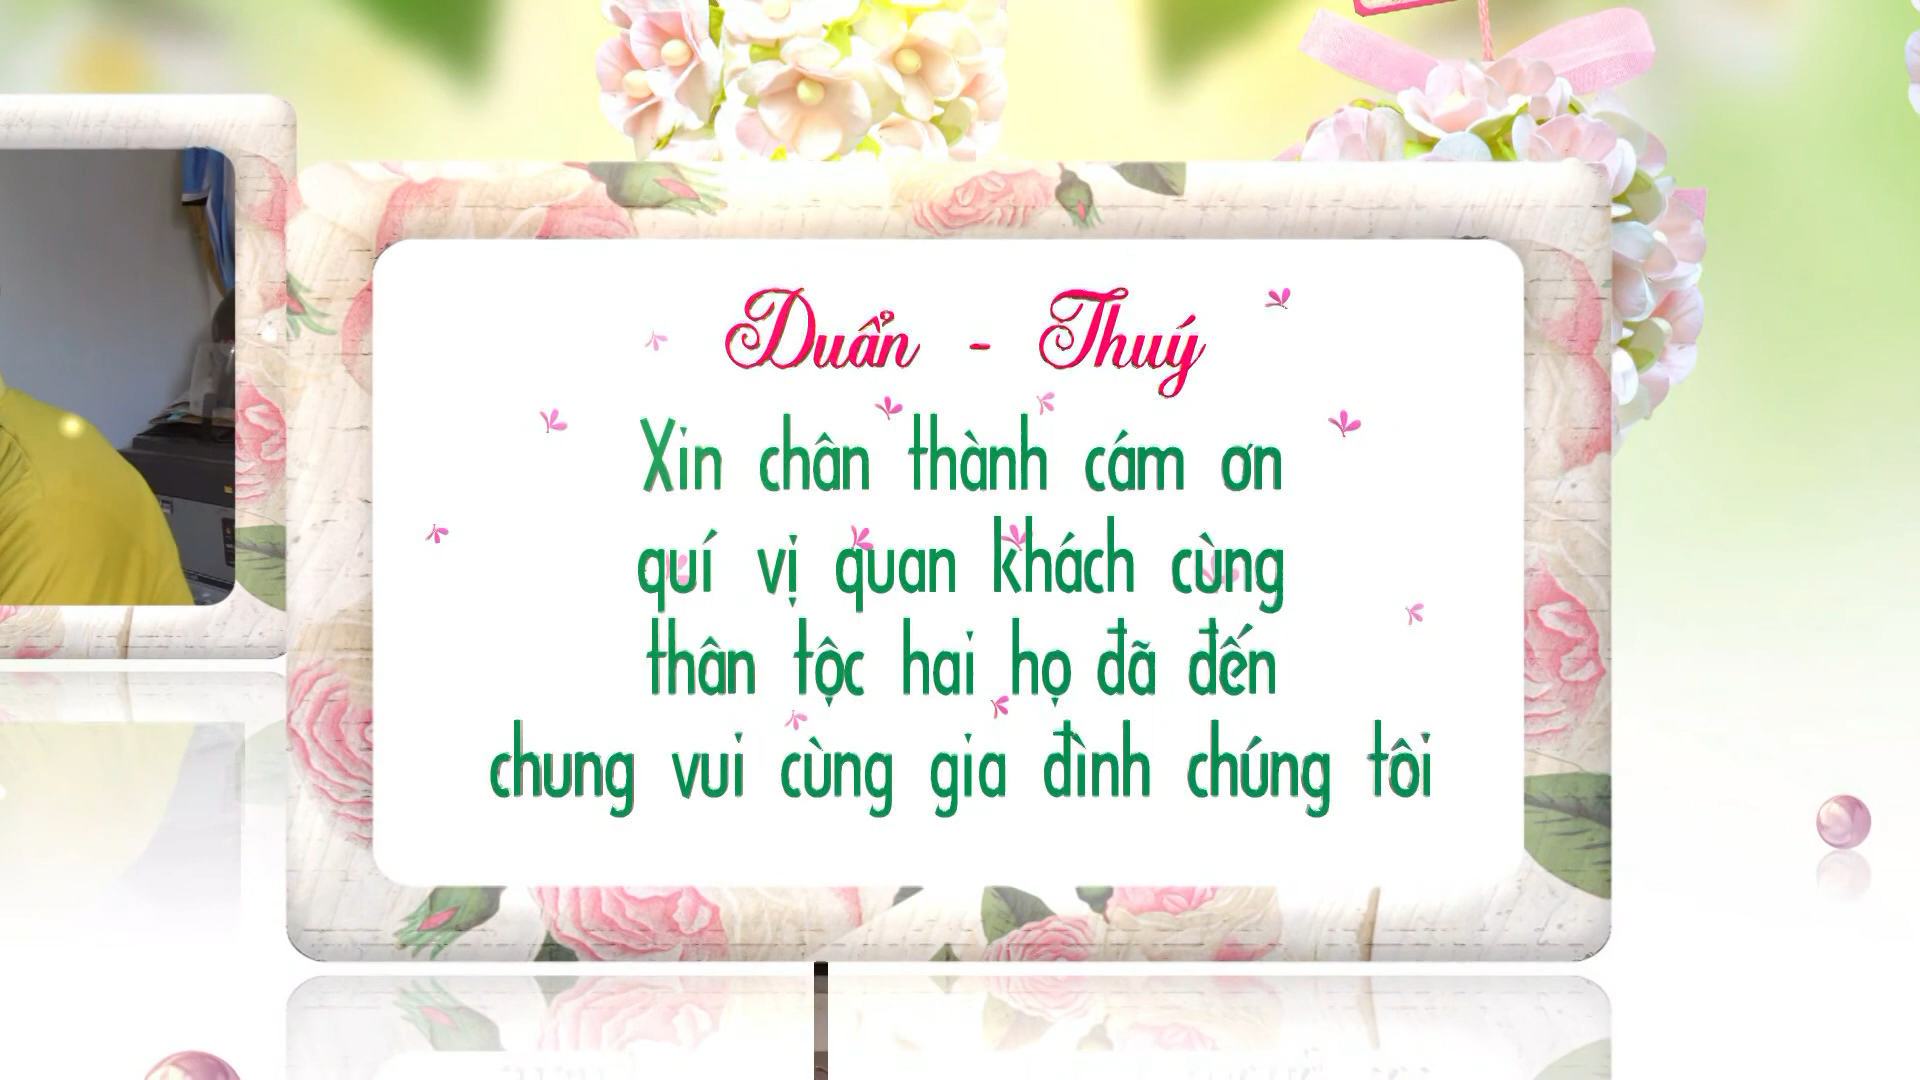 Duẩn - Thuý
Xin chân thành cám ơn
quí vị quan khách cùng
thân tộc hai họ đã đến
chung vui cùng gia đình chúng tôi